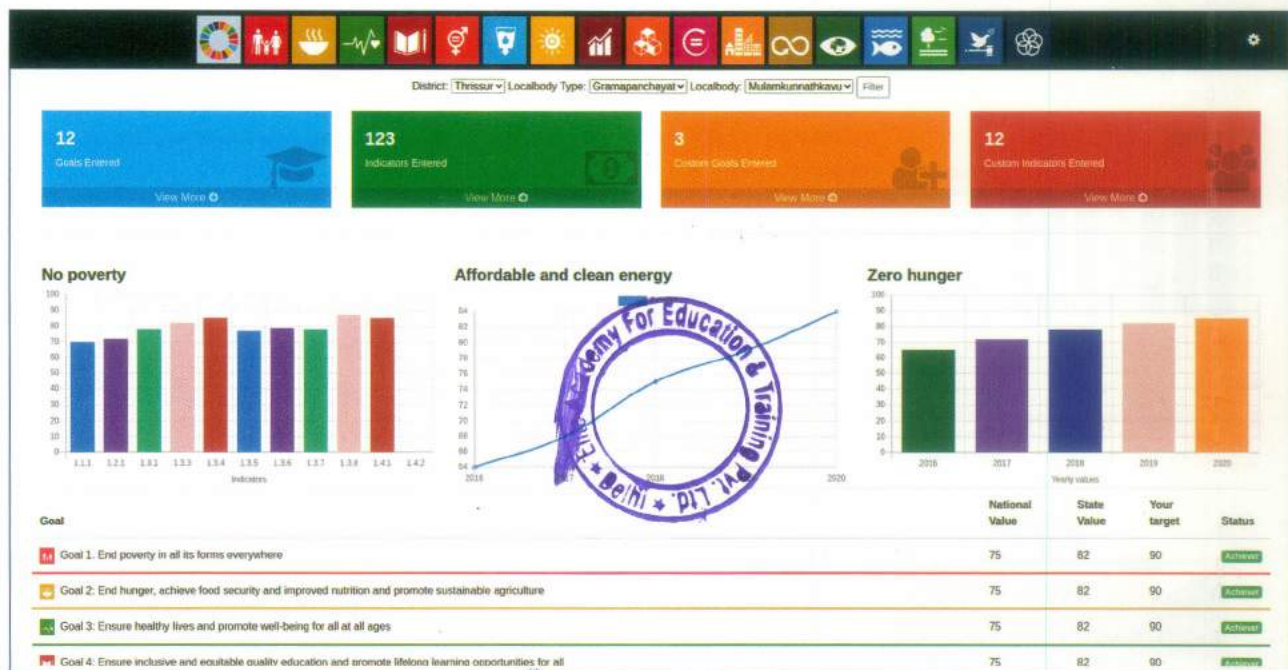 District: Thrissur Localbody Type: Gramapanchayat Localbody: Mulamkunnathkavu Filter
12
Goals Entered
View More
123
Indicators Entered
View More
3
Custom Goals Entered
View More
12
Custom Indicators Entered
View More
No poverty
100
90
80
70
60
50
40
30
20
10
0
1.1.1 1.2.1 1.3.1 1.3.3 1.3.4 1.3.5 1.3.6 1.3.7 1.3.8 1.4.1 1.4.2
Indicators
Affordable and clean energy
84
82
80
78
76
74
72
70
68
66
64
2016 2017 2018 2020
demy For Education & Training Pvt. Ltd. * Delhi *
Zero hunger
100
90
80
70
60
50
40
30
20
10
0
2016 2017 2018 2019 2020
Yearly values
Goal National Value State Value Your target Status
Goal 1. End poverty in all its forms everywhere 75 82 90 Achiever
Goal 2: End hunger, achieve food security and improved nutrition and promote sustainable agriculture 75 82 90 Achiever
Goal 3: Ensure healthy lives and promote well-being for all at all ages 75 82 90 Achiever
Goal 4: Ensure inclusive and equitable quality education and promote lifelong learning opportunities for all 75 82 90 Achiever